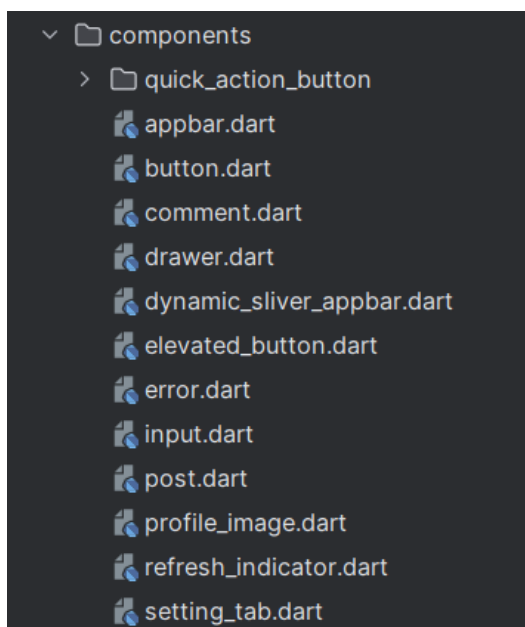 components
quick_action_button
appbar.dart
button.dart
comment.dart
drawer.dart
dynamic_sliver_appbar.dart
elevated_button.dart
error.dart
input.dart
post.dart
profile_image.dart
refresh_indicator.dart
setting_tab.dart